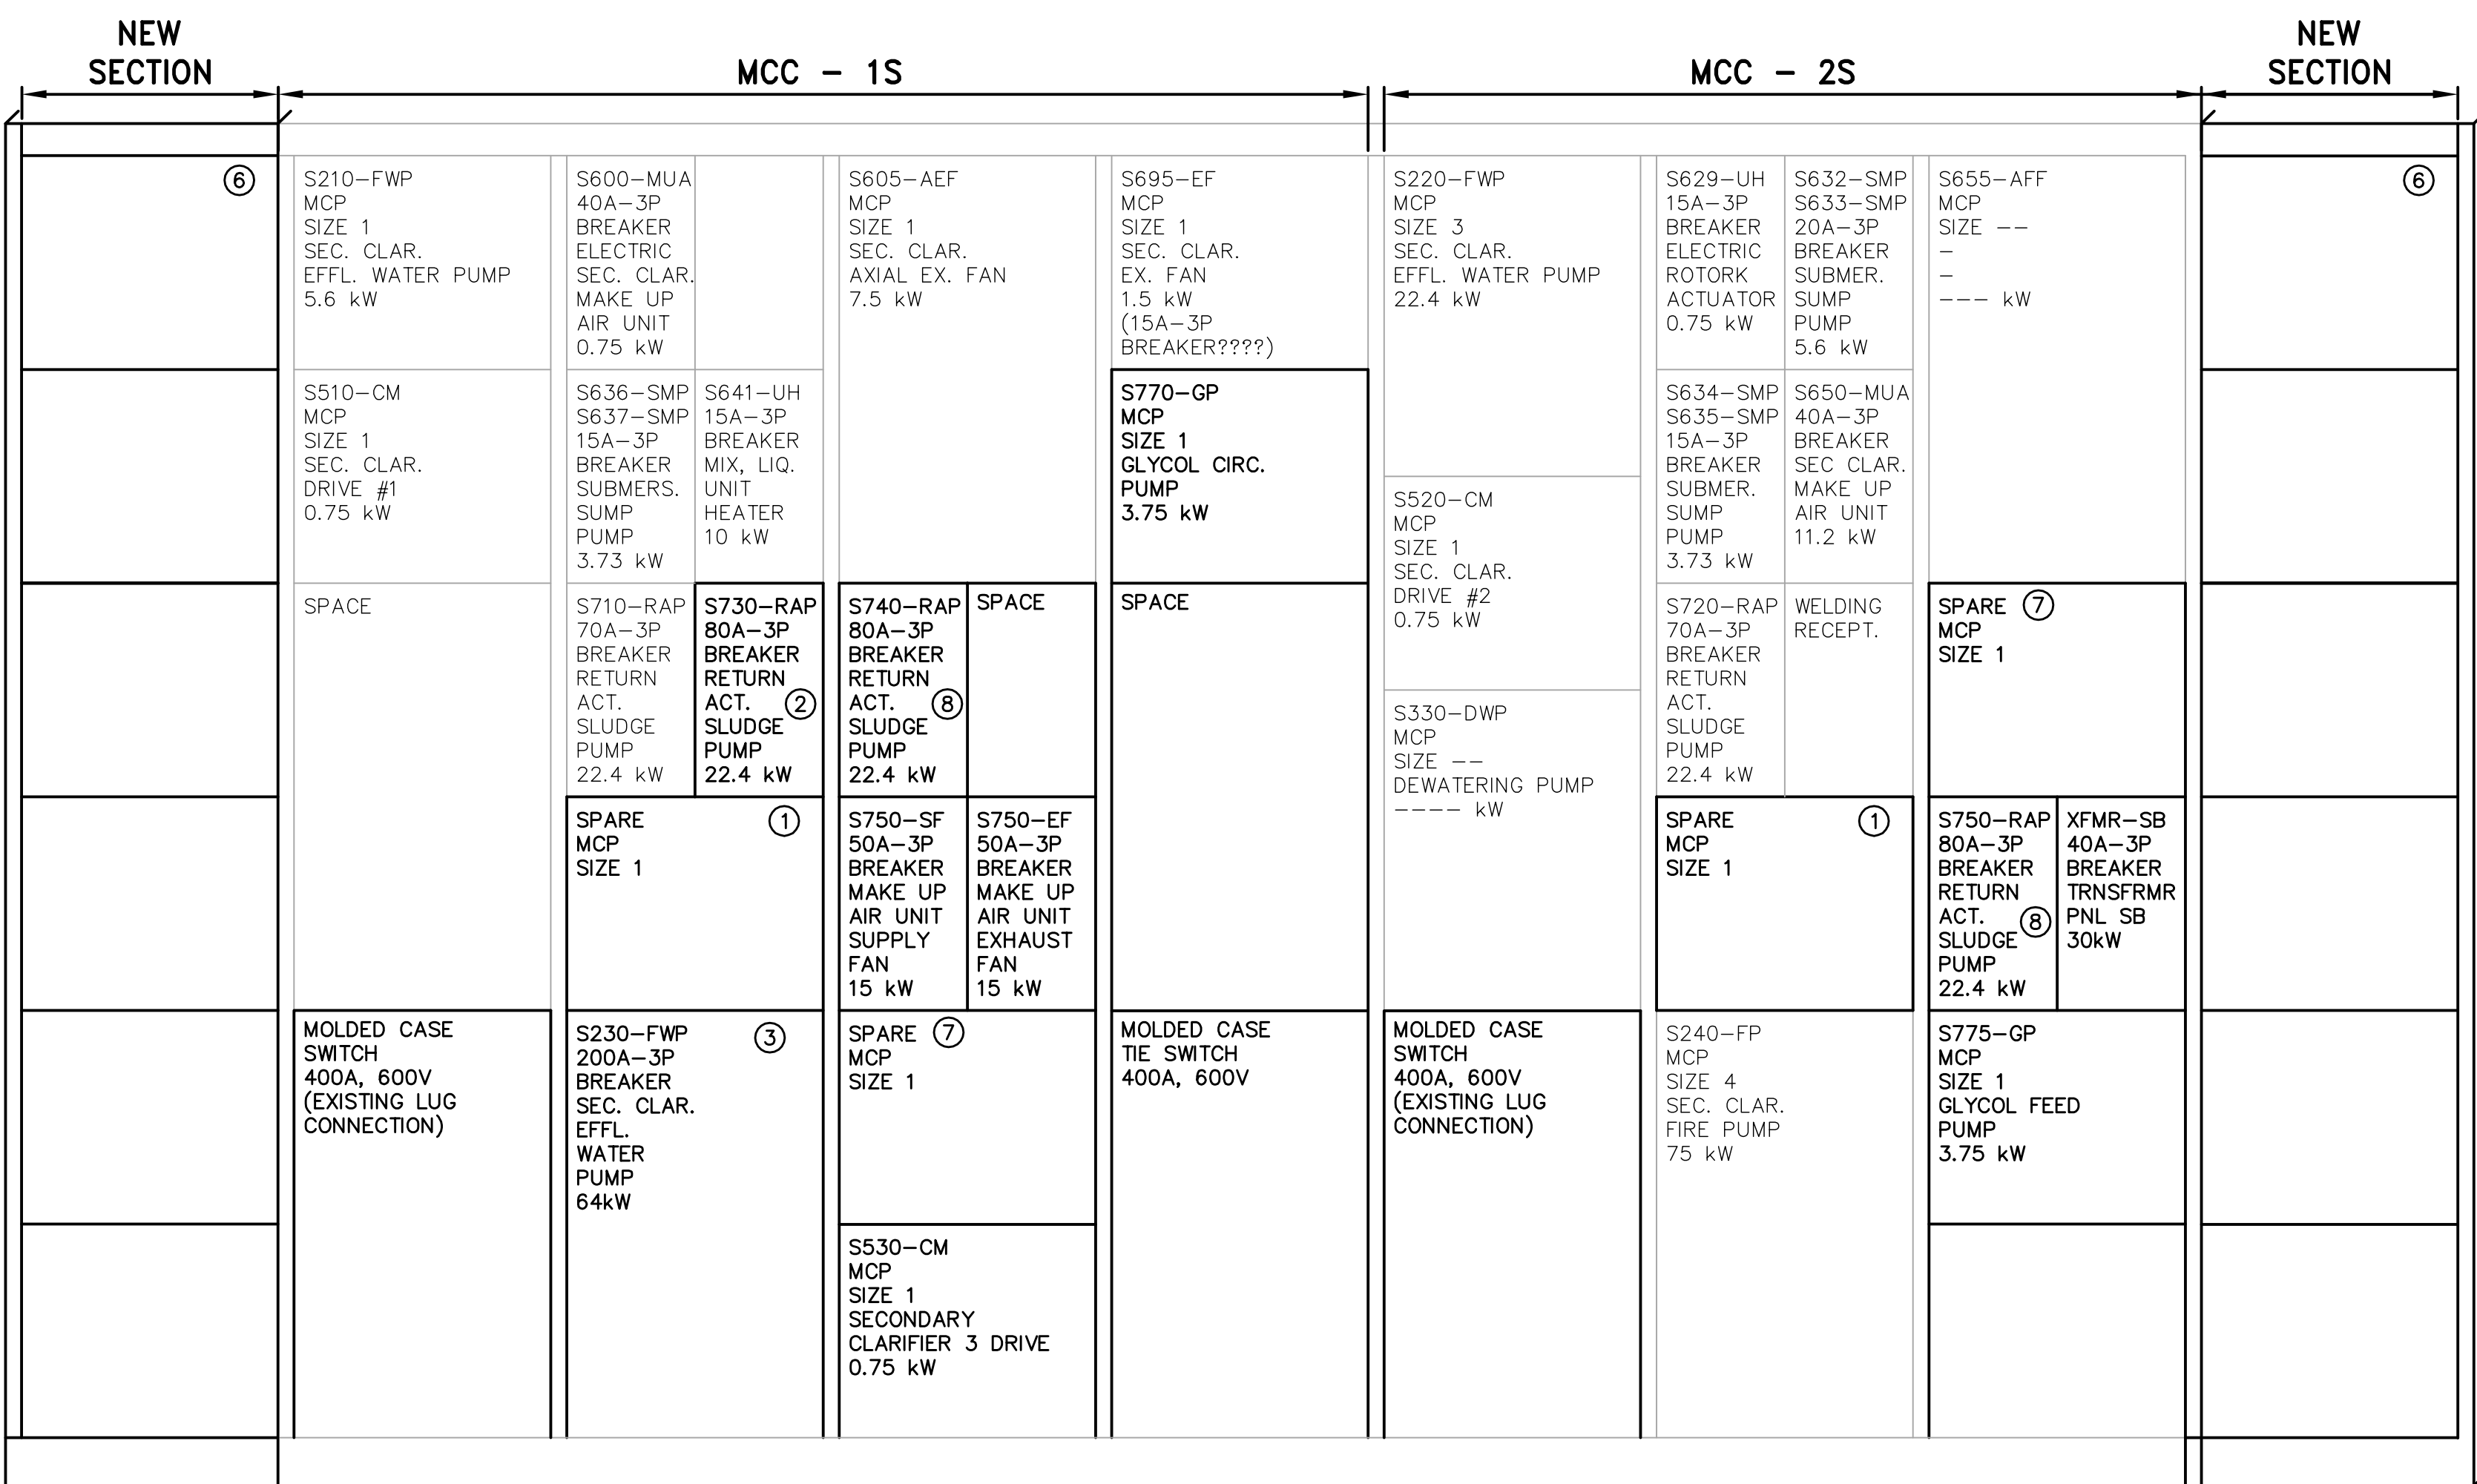 NEW
SECTION
MCC - 1S
MCC - 2S
NEW
SECTION
6
S210-FWP
MCP
SIZE 1
SEC. CLAR.
EFFL. WATER PUMP
5.6 kW
S510-CM
MCP
SIZE 1
SEC. CLAR.
DRIVE #1
0.75 kW
SPACE
MOLDED CASE
SWITCH
400A, 600V
(EXISTING LUG
CONNECTION)
S600-MUA
40A-3P
BREAKER
ELECTRIC
SEC. CLAR.
MAKE UP
AIR UNIT
0.75 kW
S636-SMP
S637-SMP
15A-3P
BREAKER
SUBMERS.
SUMP
PUMP
3.73 kW
S641-UH
15A-3P
BREAKER
MIX, LIQ.
UNIT
HEATER
10 kW
S710-RAP
70A-3P
BREAKER
RETURN
ACT.
SLUDGE
PUMP
22.4 kW
S730-RAP
80A-3P
BREAKER
RETURN
ACT. 2
SLUDGE
PUMP
22.4 kW
SPARE 1
MCP
SIZE 1
S230-FWP 3
200A-3P
BREAKER
SEC. CLAR.
EFFL.
WATER
PUMP
64kW
S605-AEF
MCP
SIZE 1
SEC. CLAR.
AXIAL EX. FAN
7.5 kW
S740-RAP
80A-3P
BREAKER
RETURN
ACT. 8
SLUDGE
PUMP
22.4 kW
SPACE
S750-SF
50A-3P
BREAKER
MAKE UP
AIR UNIT
SUPPLY
FAN
15 kW
S750-EF
50A-3P
BREAKER
MAKE UP
AIR UNIT
EXHAUST
FAN
15 kW
SPARE 7
MCP
SIZE 1
S530-CM
MCP
SIZE 1
SECONDARY
CLARIFIER 3 DRIVE
0.75 kW
S695-EF
MCP
SIZE 1
SEC. CLAR.
EX. FAN
1.5 kW
(15A-3P
BREAKER????)
S770-GP
MCP
SIZE 1
GLYCOL CIRC.
PUMP
3.75 kW
SPACE
MOLDED CASE
TIE SWITCH
400A, 600V
S220-FWP
MCP
SIZE 3
SEC. CLAR.
EFFL. WATER PUMP
22.4 kW
S520-CM
MCP
SIZE 1
SEC. CLAR.
DRIVE #2
0.75 kW
S330-DWP
MCP
SIZE --
DEWATERING PUMP
---- kW
MOLDED CASE
SWITCH
400A, 600V
(EXISTING LUG
CONNECTION)
S629-UH
15A-3P
BREAKER
ELECTRIC
ROTORK
ACTUATOR
0.75 kW
S632-SMP
S633-SMP
20A-3P
BREAKER
SUBMER.
SUMP
PUMP
5.6 kW
S634-SMP
S635-SMP
15A-3P
BREAKER
SUBMER.
SUMP
PUMP
3.73 kW
S650-MUA
40A-3P
BREAKER
SEC CLAR.
MAKE UP
AIR UNIT
11.2 kW
S720-RAP
70A-3P
BREAKER
RETURN
ACT.
SLUDGE
PUMP
22.4 kW
WELDING
RECEPT.
SPARE 1
MCP
SIZE 1
S240-FP
MCP
SIZE 4
SEC. CLAR.
FIRE PUMP
75 kW
S655-AFF
MCP
SIZE --
-
-
--- kW
SPARE 7
MCP
SIZE 1
S750-RAP
80A-3P
BREAKER
RETURN
ACT. 8
SLUDGE
PUMP
22.4 kW
XFMR-SB
40A-3P
BREAKER
TRNSFRMR
PNL SB
30kW
S775-GP
MCP
SIZE 1
GLYCOL FEED
PUMP
3.75 kW
6